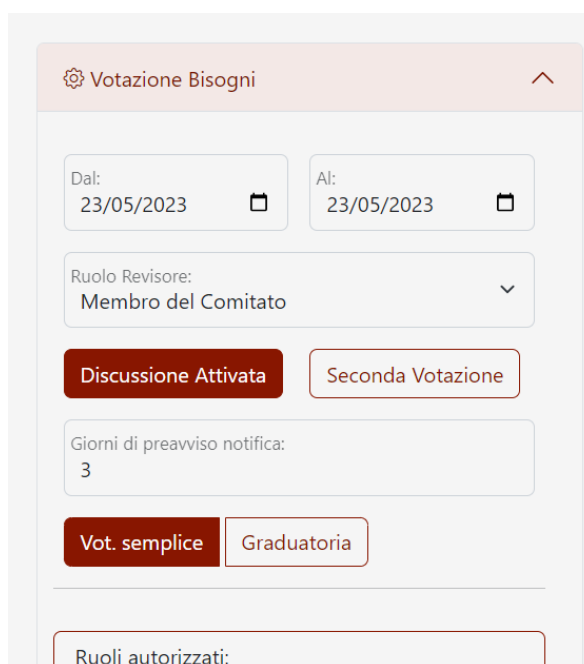 Votazione Bisogni
Dal:
23/05/2023
Al:
23/05/2023
Ruolo Revisore:
Membro del Comitato
Discussione Attivata
Seconda Votazione
Giorni di preavviso notifica:
3
Vot. semplice
Graduatoria
Ruoli autorizzati: